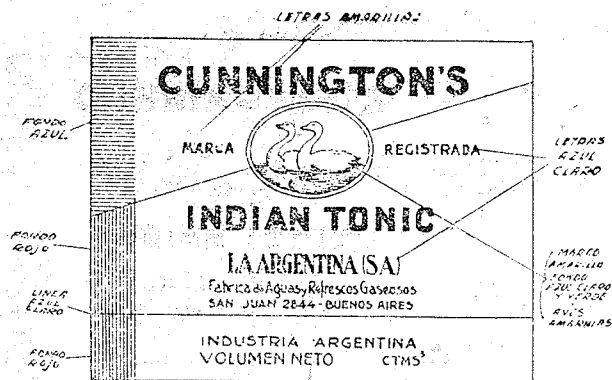 LETRAS AMARILLAS
CUNNINGTON'S
FONDO
AZUL
MARCA
REGISTRADA
LETRAS
AZUL
CLARO
INDIAN TONIC
FONDO
ROJO
LA ARGENTINA (S A)
Fabrica de Aguas y Refrescos Gaseosos
SAN JUAN 2844 - BUENOS AIRES
MARCO
AMARILLO
FONDO
AZUL CLARO
Y VERDE
AVES
AMARILLAS
LINEA
AZUL
CLARO
INDUSTRIA ARGENTINA
VOLUMEN NETO CTMS³
FONDO
ROJO